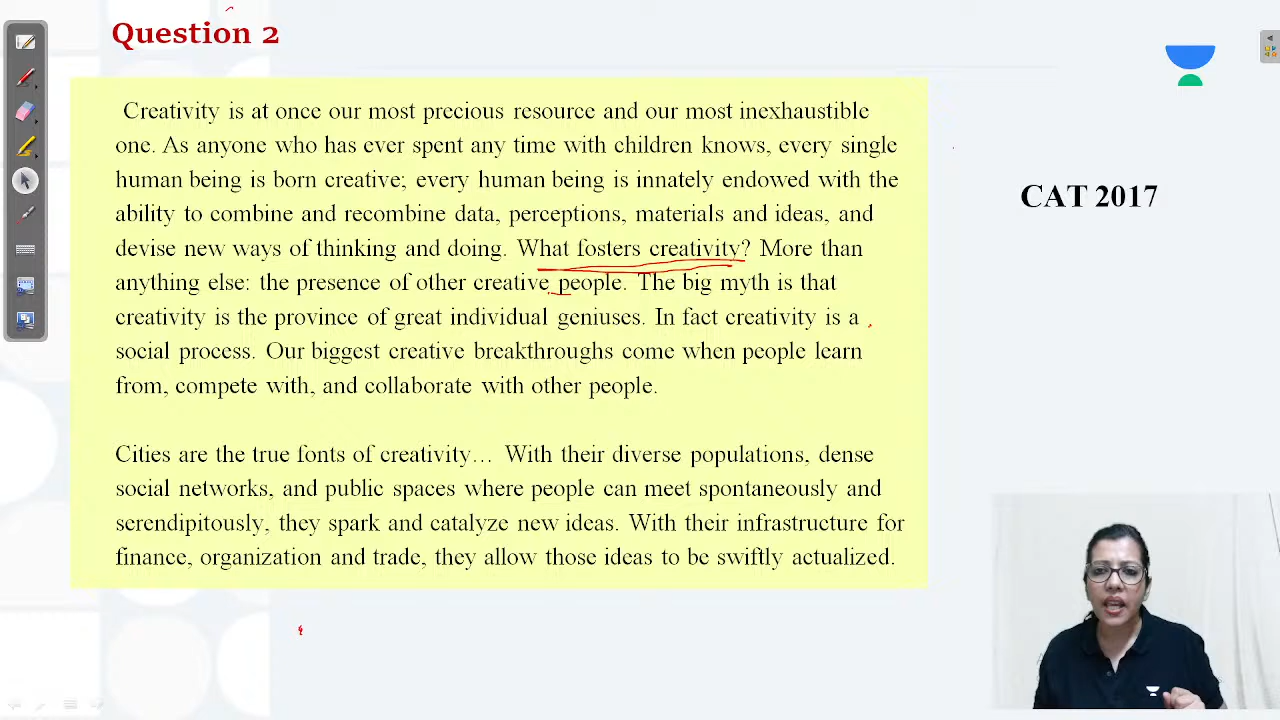 Question 2
Creativity is at once our most precious resource and our most inexhaustible
one. As anyone who has ever spent any time with children knows, every single
human being is born creative; every human being is innately endowed with the
ability to combine and recombine data, perceptions, materials and ideas, and
devise new ways of thinking and doing. What fosters creativity? More than
anything else: the presence of other creative people. The big myth is that
creativity is the province of great individual geniuses. In fact creativity is a
social process. Our biggest creative breakthroughs come when people learn
from, compete with, and collaborate with other people.
Cities are the true fonts of creativity… With their diverse populations, dense
social networks, and public spaces where people can meet spontaneously and
serendipitously, they spark and catalyze new ideas. With their infrastructure for
finance, organization and trade, they allow those ideas to be swiftly actualized.
CAT 2017